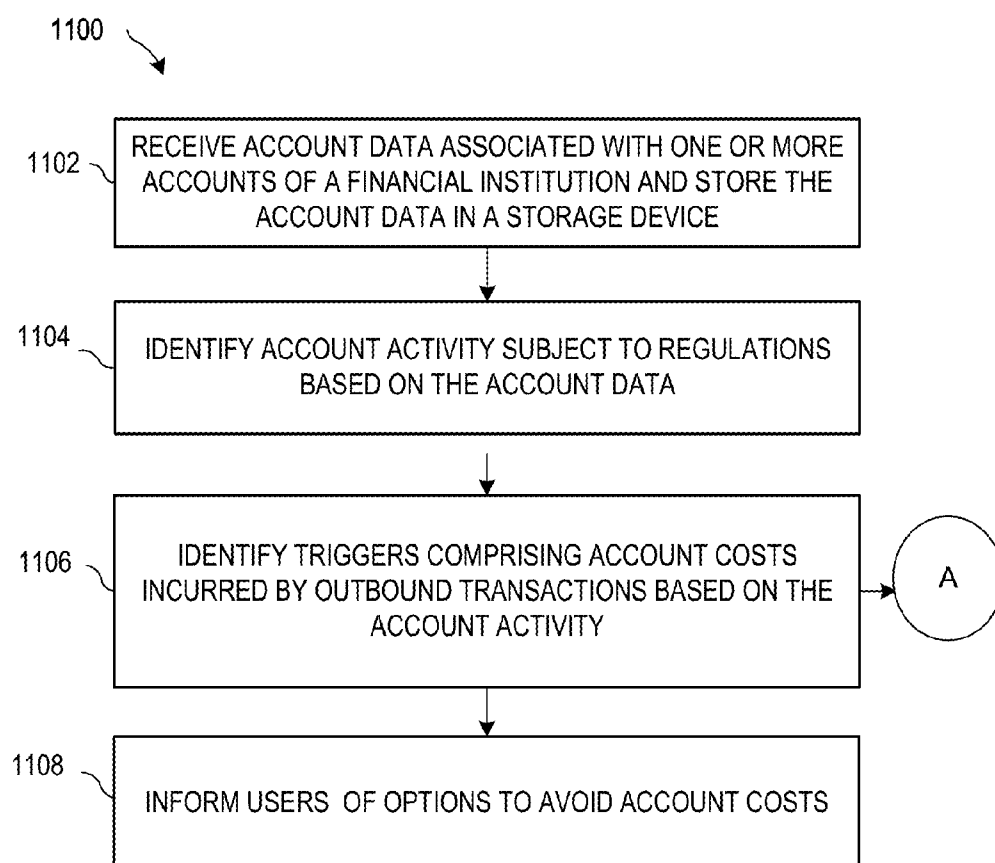 1100
1102
RECEIVE ACCOUNT DATA ASSOCIATED WITH ONE OR MORE
ACCOUNTS OF A FINANCIAL INSTITUTION AND STORE THE
ACCOUNT DATA IN A STORAGE DEVICE
1104
IDENTIFY ACCOUNT ACTIVITY SUBJECT TO REGULATIONS
BASED ON THE ACCOUNT DATA
1106
IDENTIFY TRIGGERS COMPRISING ACCOUNT COSTS
INCURRED BY OUTBOUND TRANSACTIONS BASED ON THE
ACCOUNT ACTIVITY
A
1108
INFORM USERS OF OPTIONS TO AVOID ACCOUNT COSTS